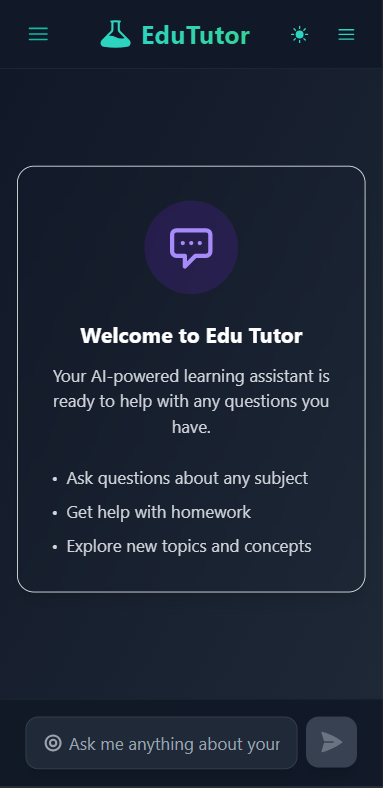 EduTutor
Welcome to Edu Tutor
Your AI-powered learning assistant is
ready to help with any questions you
have.
• Ask questions about any subject
• Get help with homework
• Explore new topics and concepts
Ask me anything about your